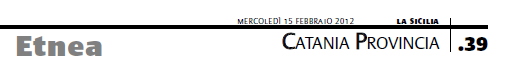 MERCOLEDÌ 15 FEBBRAIO 2012 LA SICILIA
Etnea CATANIA PROVINCIA .39